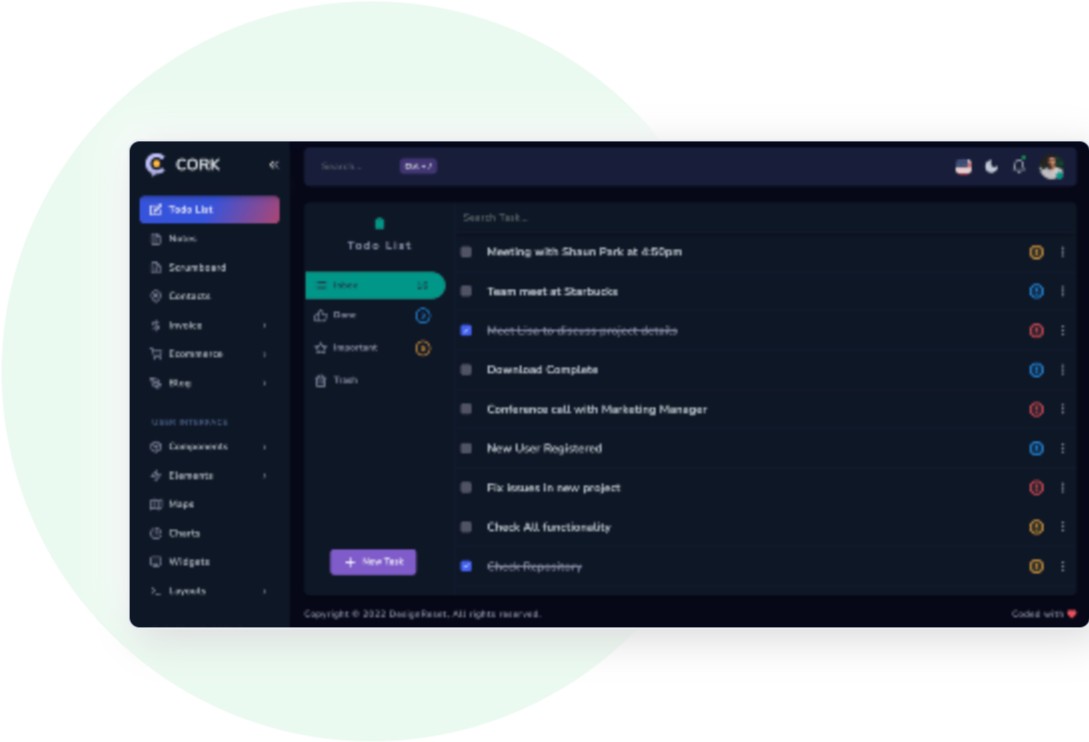 CORK
Todo List
Notes
Scrumboard
Contacts
Invoice
Ecommerce
Blog
USER INTERFACE
Components
Elements
Maps
Charts
Widgets
Layouts
Search...
Ctrl + /
Todo List
Inbox
Done
Important
Trash
New Task
Search Task...
Meeting with Shaun Park at 4:50pm
Team meet at Starbucks
Meet Lisa to discuss project details
Download Complete
Conference call with Marketing Manager
New User Registered
Fix issues in new project
Check All functionality
Check Repository
Copyright © 2022 DesignReset, All rights reserved.
Coded with